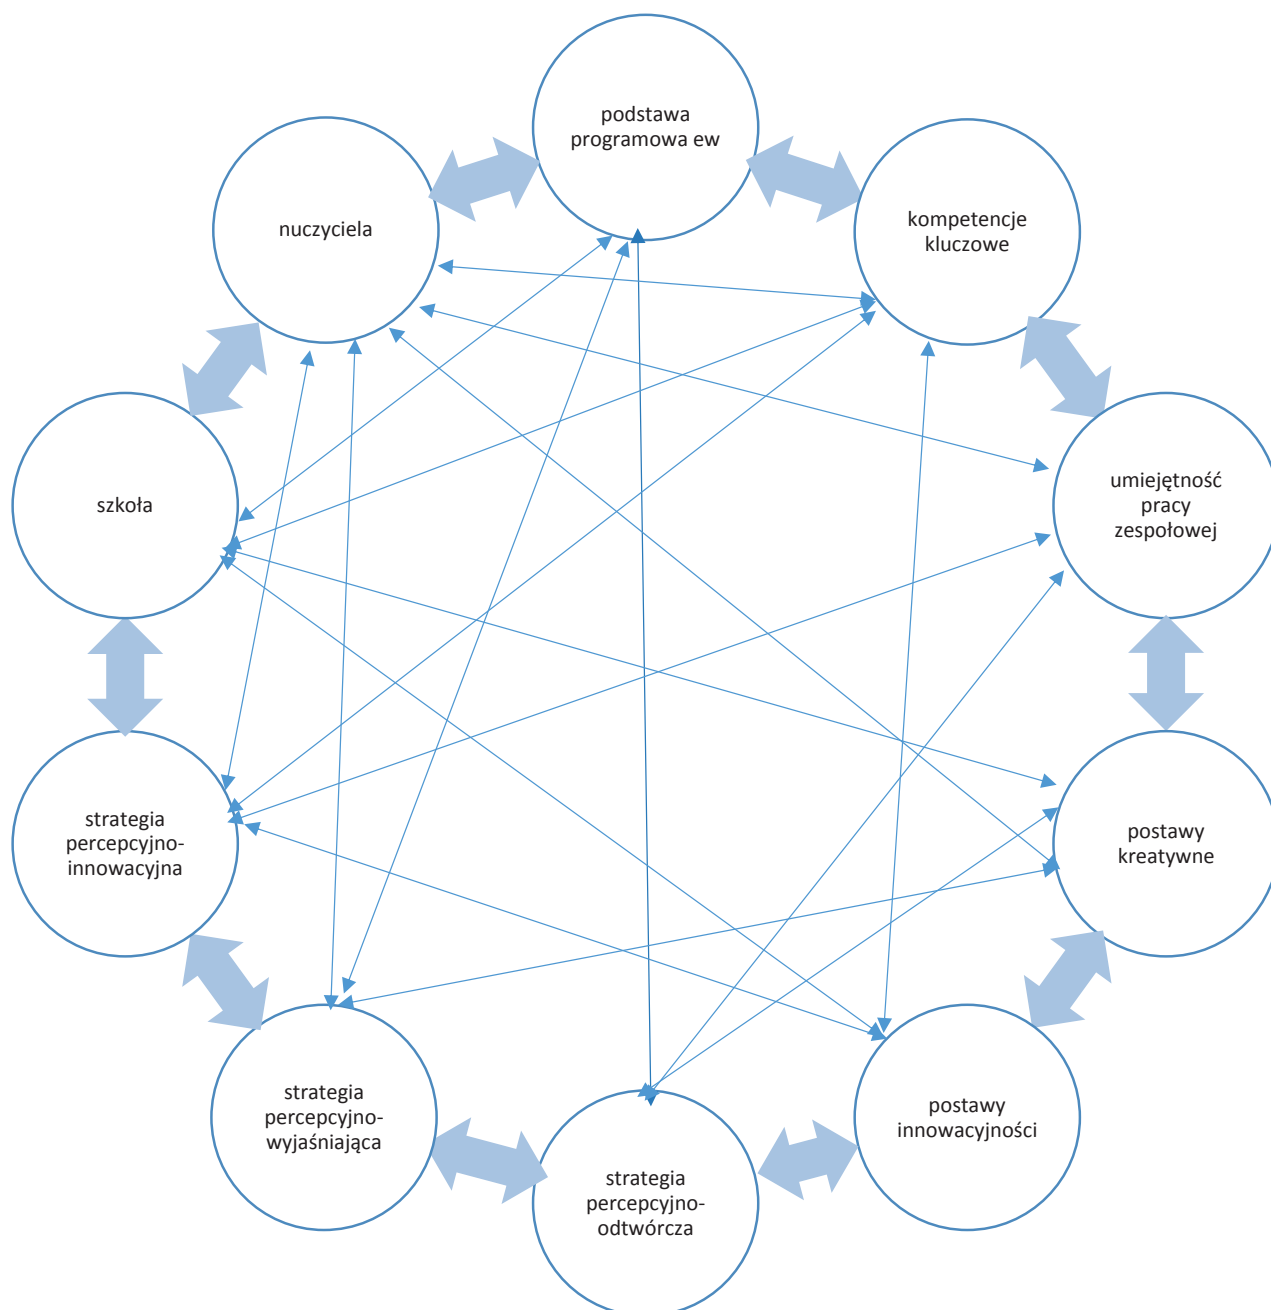 podstawa
programowa ew
nuczyciela
kompetencje
kluczowe
szkoła
umiejętność
pracy
zespołowej
strategia
percepcyjno-
innowacyjna
postawy
kreatywne
strategia
percepcyjno-
wyjaśniająca
postawy
innowacyjności
strategia
percepcyjno-
odtwórcza